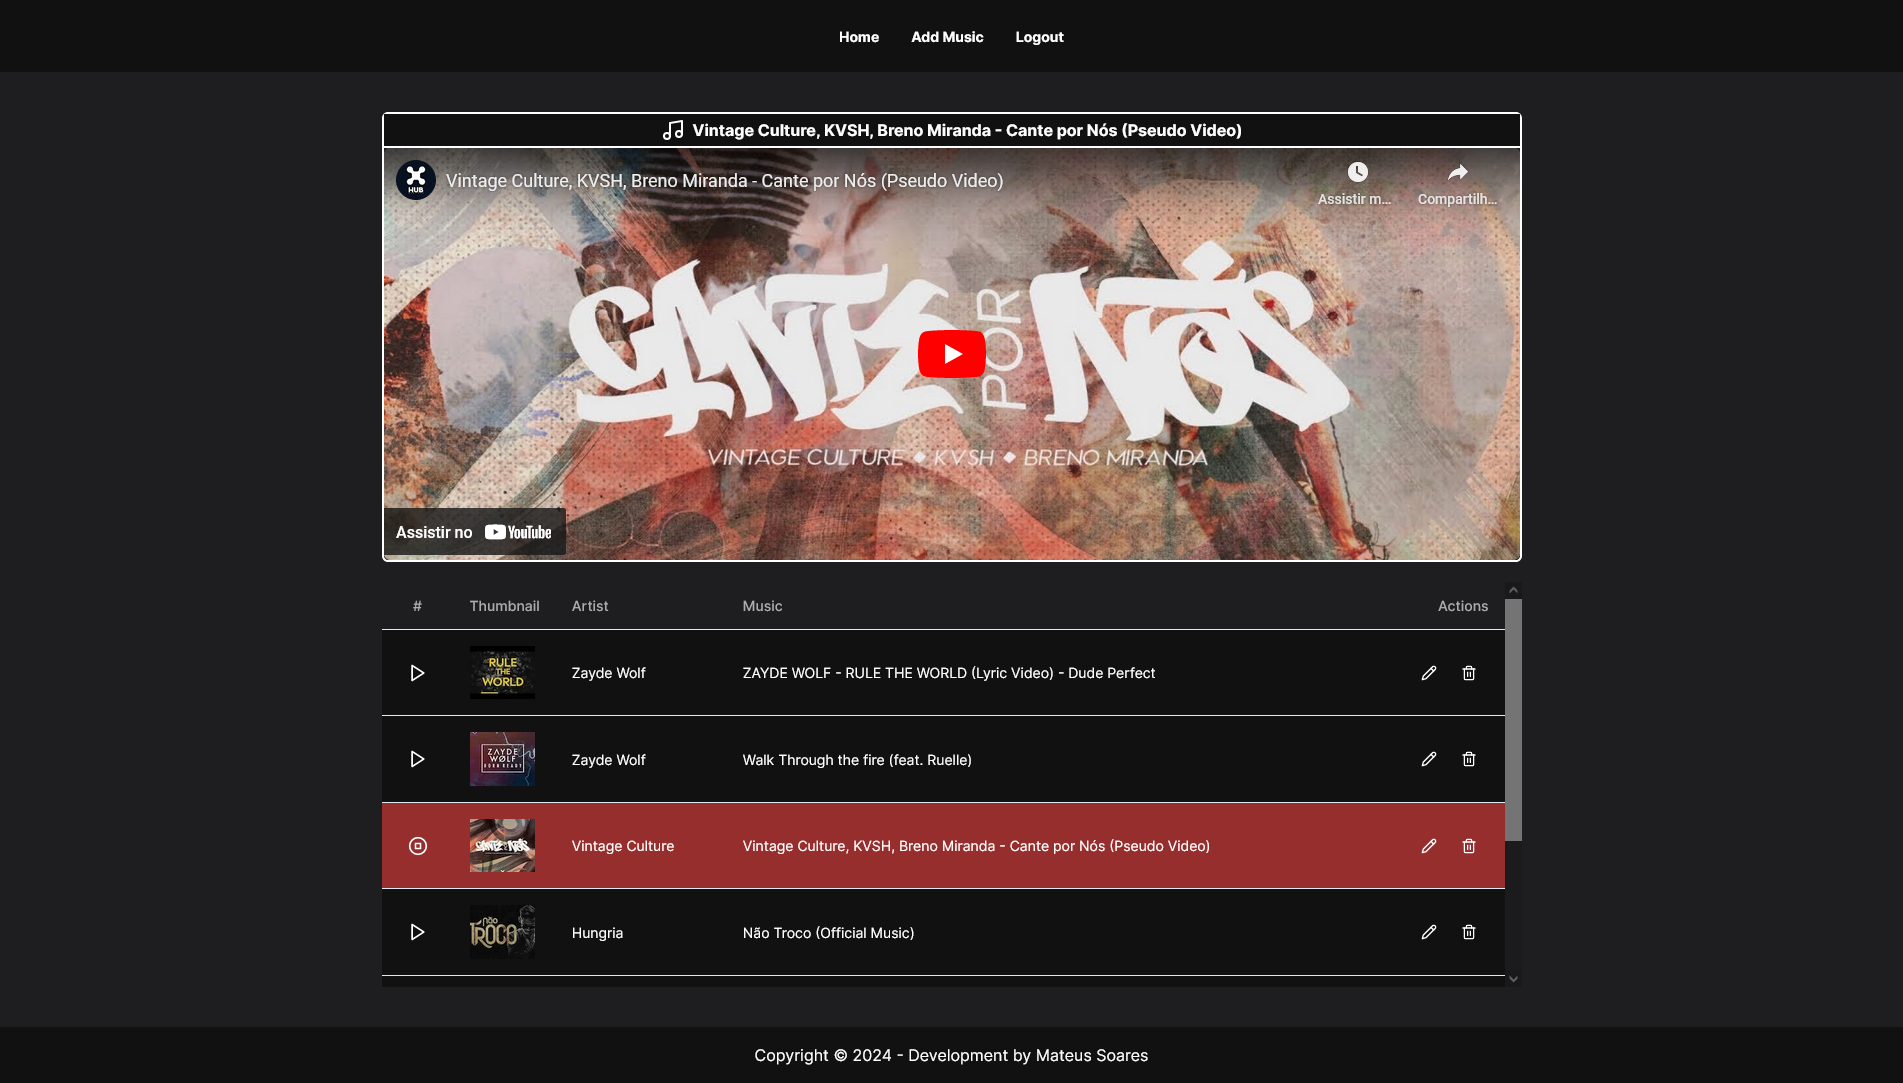 Home Add Music Logout
Vintage Culture, KVSH, Breno Miranda - Cante por Nós (Pseudo Video)
HUB
Vintage Culture, KVSH, Breno Miranda - Cante por Nós (Pseudo Video)
Assistir m...
Compartilh...
CANTE POR NÓS
VINTAGE CULTURE ◆ KVSH ◆ BRENO MIRANDA
Assistir no YouTube
# Thumbnail Artist Music Actions
RULE
THE
WORLD
Zayde Wolf ZAYDE WOLF - RULE THE WORLD (Lyric Video) - Dude Perfect
ZAYDE
WØLF
Zayde Wolf Walk Through the fire (feat. Ruelle)
CANTE NÓS
Vintage Culture Vintage Culture, KVSH, Breno Miranda - Cante por Nós (Pseudo Video)
não
TROCO
Hungria Não Troco (Official Music)
Copyright © 2024 - Development by Mateus Soares